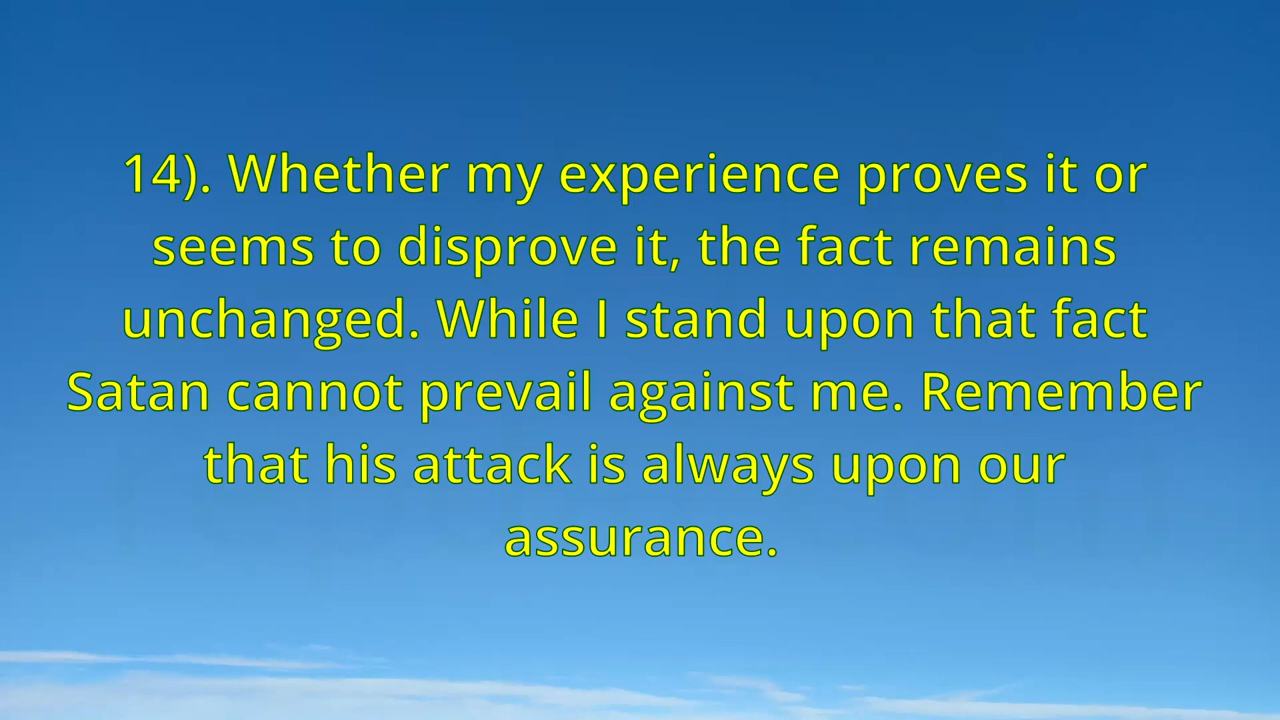 14). Whether my experience proves it or
seems to disprove it, the fact remains
unchanged. While I stand upon that fact
Satan cannot prevail against me. Remember
that his attack is always upon our
assurance.